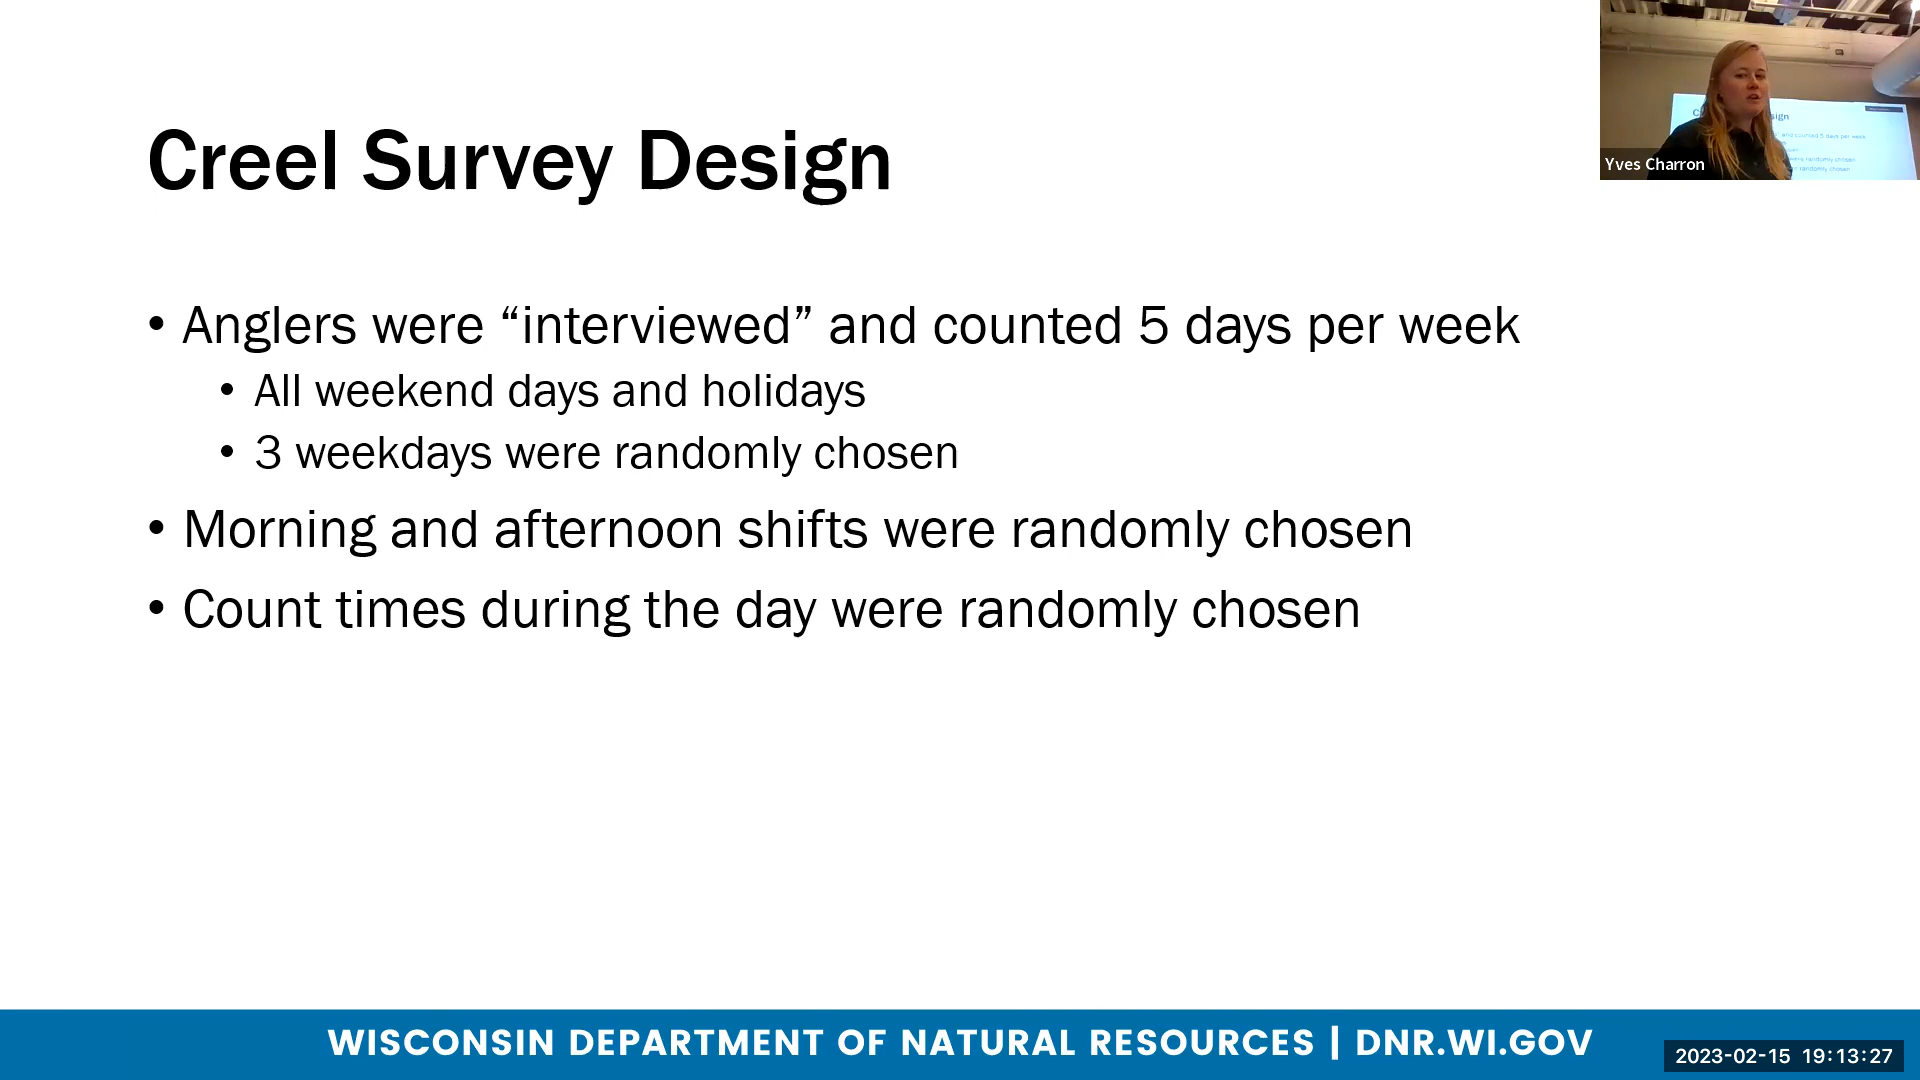 Creel Survey Design
• Anglers were “interviewed” and counted 5 days per week
• All weekend days and holidays
• 3 weekdays were randomly chosen
• Morning and afternoon shifts were randomly chosen
• Count times during the day were randomly chosen
Yves Charron
WISCONSIN DEPARTMENT OF NATURAL RESOURCES | DNR.WI.GOV
2023-02-15 19:13:27